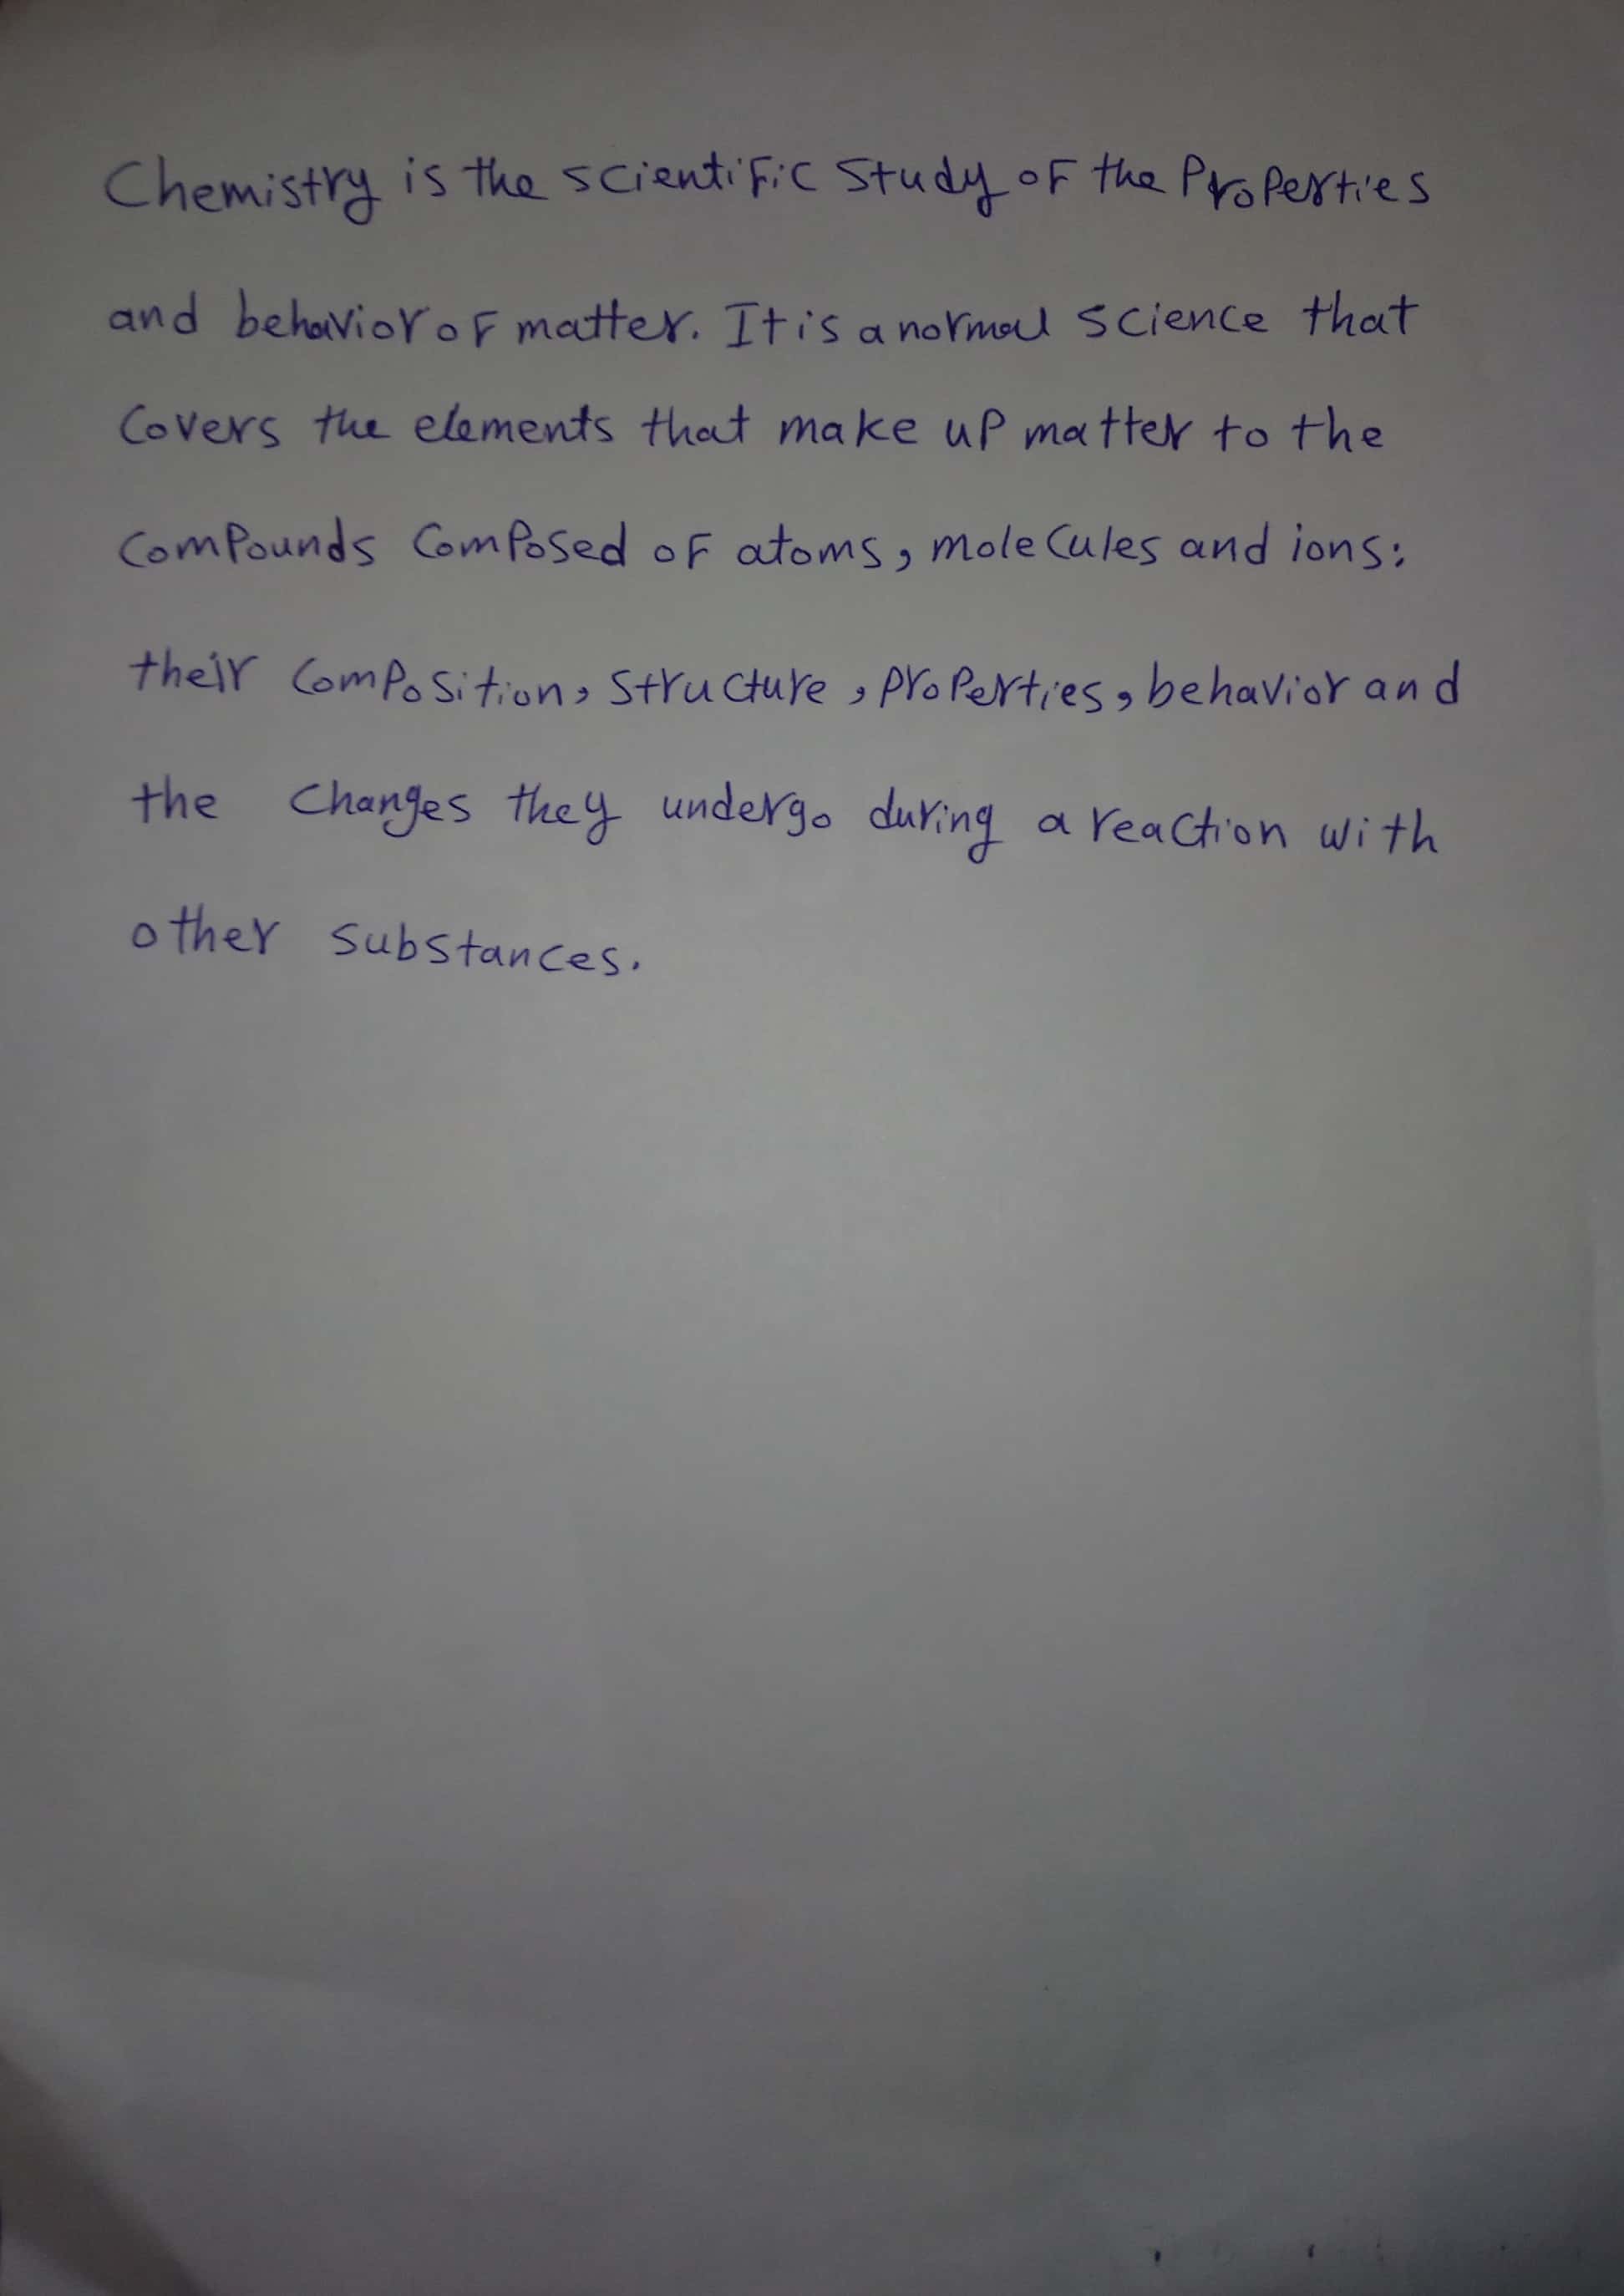 Chemistry is the scientific study of the properties
and behavior of matter. It is a normal science that
covers the elements that make up matter to the
compounds composed of atoms, molecules and ions:
their composition, structure, properties, behavior and
the changes they undergo during a reaction with
other substances.